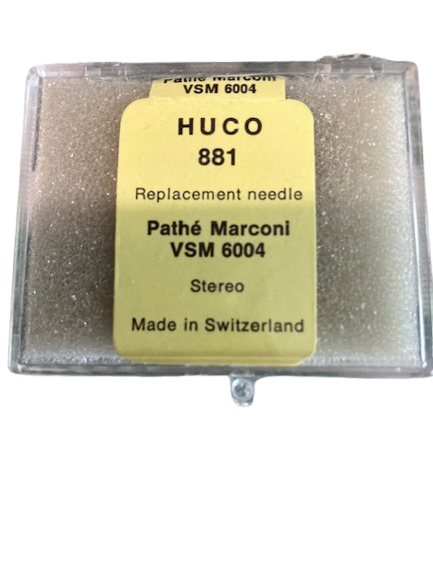 Pathé Marconi
VSM 6004
HUCO
881
Replacement needle
Pathé Marconi
VSM 6004
Stereo
Made in Switzerland